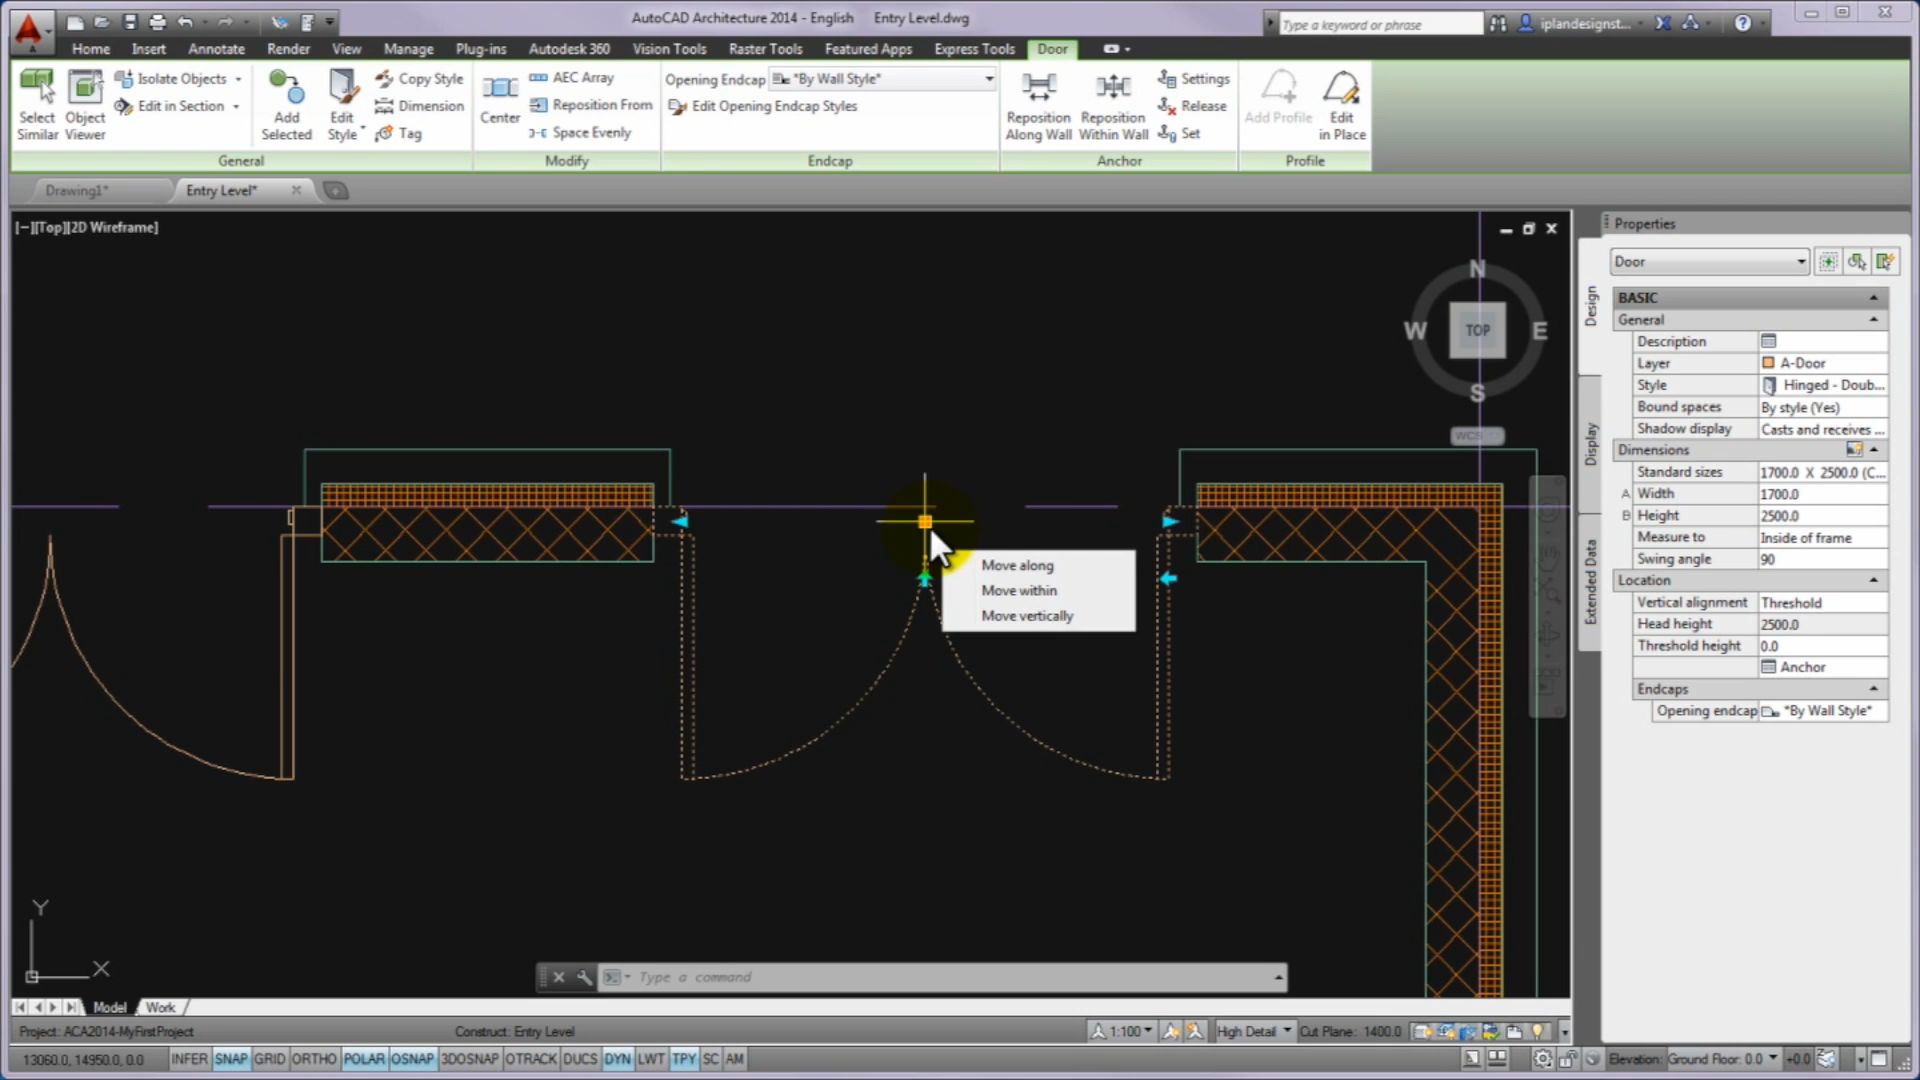 AutoCAD Architecture 2014 - English Entry Level.dwg
Type a keyword or phrase
iplandesignst...
Home Insert Annotate Render View Manage Plug-ins Autodesk 360 Vision Tools Raster Tools Featured Apps Express Tools Door
Select Similar
Object Viewer
Isolate Objects
Edit in Section
Add Selected
Edit Style
Copy Style
Dimension
Tag
Center
AEC Array
Reposition From
Space Evenly
Opening Endcap *By Wall Style*
Edit Opening Endcap Styles
Reposition Along Wall
Reposition Within Wall
Settings
Release
Set
Add Profile
Edit in Place
General Modify Endcap Anchor Profile
Drawing1* Entry Level*
[−][Top][2D Wireframe]
N
W TOP E
S
WCS
Move along
Move within
Move vertically
Y
X
Type a command
Properties
Door
Design
Display
Extended Data
BASIC
General
Description
Layer A-Door
Style Hinged - Doub...
Bound spaces By style (Yes)
Shadow display Casts and receives ...
Dimensions
Standard sizes 1700.0 X 2500.0 (C...
A Width 1700.0
B Height 2500.0
Measure to Inside of frame
Swing angle 90
Location
Vertical alignment Threshold
Head height 2500.0
Threshold height 0.0
Anchor
Endcaps
Opening endcap *By Wall Style*
Model Work
Project: ACA2014-MyFirstProject Construct: Entry Level 1:100 High Detail Cut Plane: 1400.0
13060.0, 14950.0, 0.0 INFER SNAP GRID ORTHO POLAR OSNAP 3DOSNAP OTRACK DUCS DYN LWT TPY SC AM Elevation: Ground Floor: 0.0 +0.0